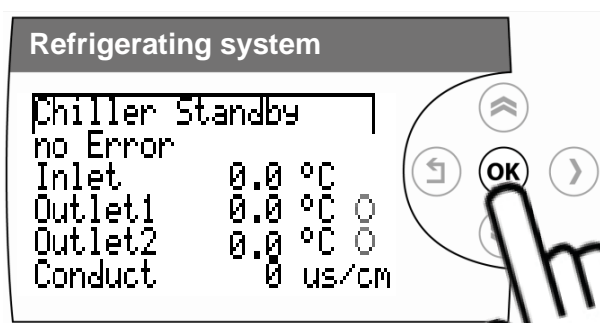 Refrigerating system
Chiller Standby
no Error
Inlet 0.0 °C
Outlet1 0.0 °C
Outlet2 0.0 °C
Conduct 0 us/cm
OK